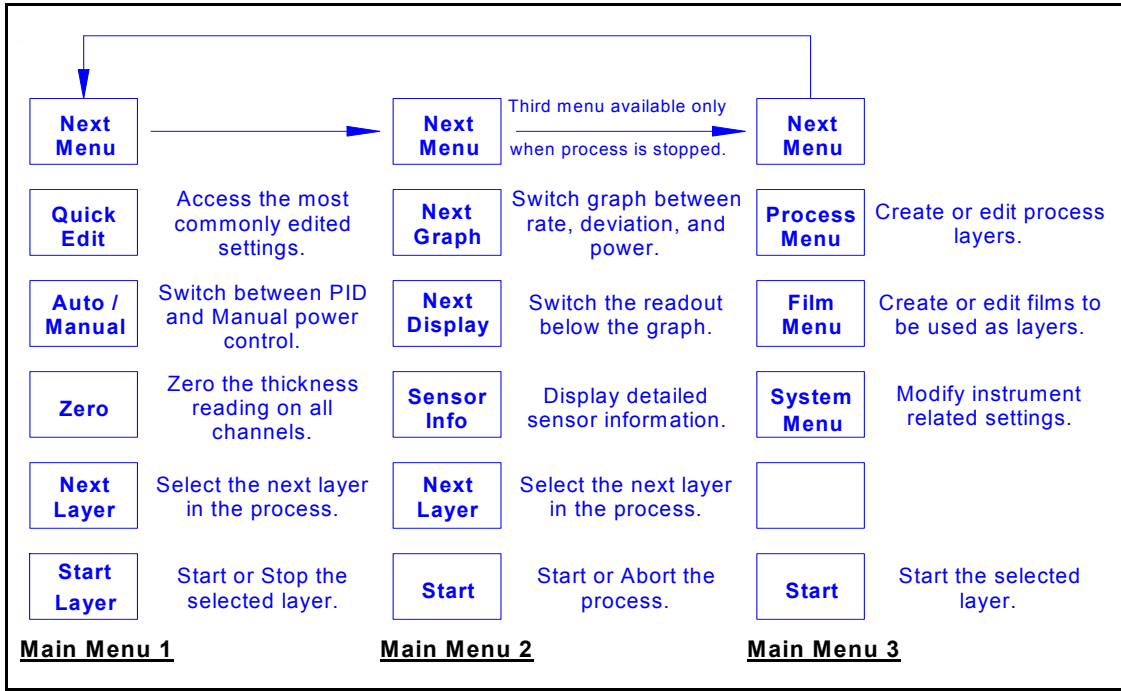 Next
Menu
Next
Menu
Third menu available only
when process is stopped.
Next
Menu
Quick
Edit
Access the most
commonly edited
settings.
Next
Graph
Switch graph between
rate, deviation, and
power.
Process
Menu
Create or edit process
layers.
Auto /
Manual
Switch between PID
and Manual power
control.
Next
Display
Switch the readout
below the graph.
Film
Menu
Create or edit films to
be used as layers.
Zero
Zero the thickness
reading on all
channels.
Sensor
Info
Display detailed
sensor information.
System
Menu
Modify instrument
related settings.
Next
Layer
Select the next layer
in the process.
Next
Layer
Select the next layer
in the process.
Start
Layer
Start or Stop the
selected layer.
Start
Start or Abort the
process.
Start
Start the selected
layer.
Main Menu 1
Main Menu 2
Main Menu 3